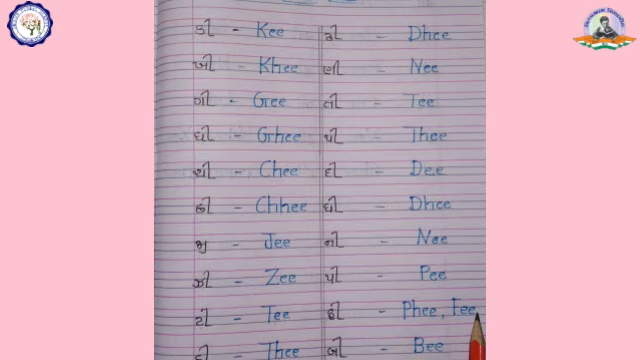 કી - Kee
ખી - Khee
ગી - Gee
ઘી - Ghee
ચી - Chee
છી - Chhee
જી - Jee
ઝી - Zee
ટી - Tee
ઠી - Thee
ઢી - Dhee
ણી - Nee
તી - Tee
થી - Thee
દી - Dee
ધી - Dhee
ની - Nee
પી - Pee
ફી - Phee, Fee
બી - Bee